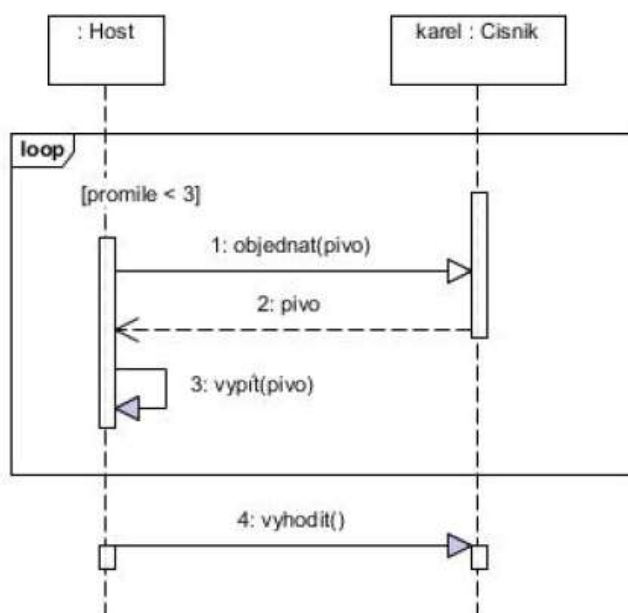 : Host
karel : Cisnik
loop
[promile < 3]
1: objednat(pivo)
2: pivo
3: vypít(pivo)
4: vyhodit()